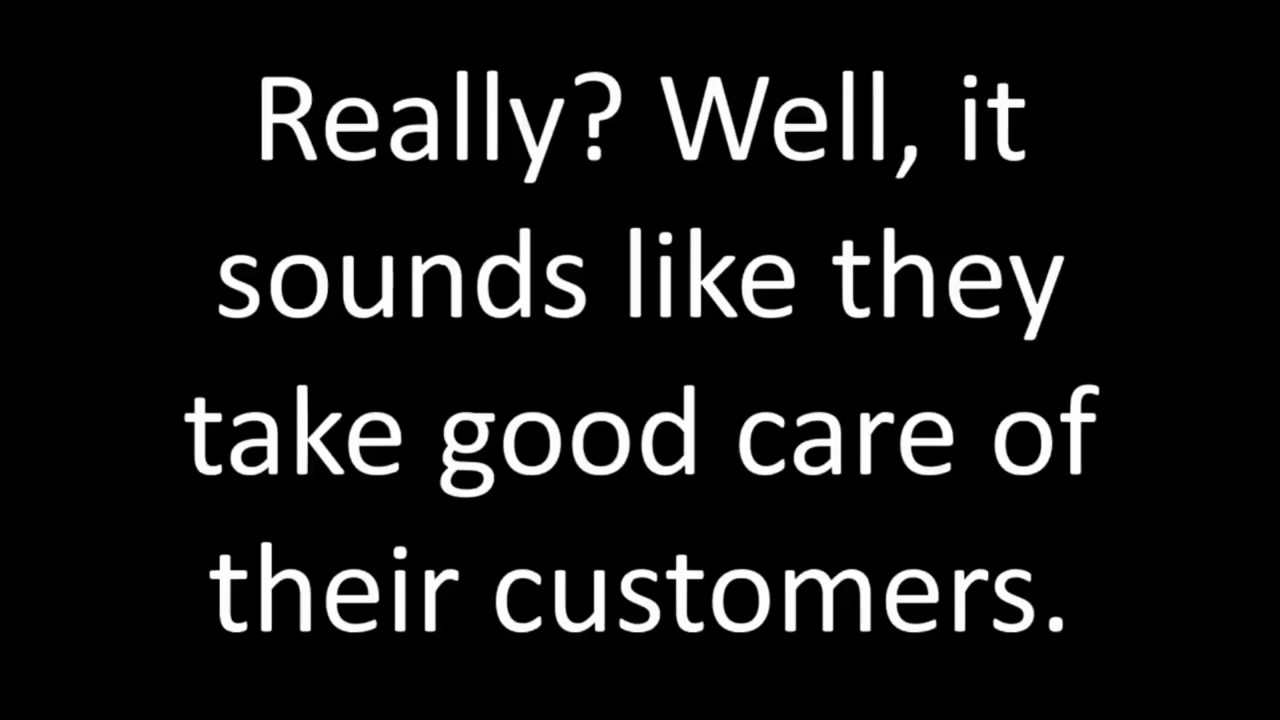 Really? Well, it
sounds like they
take good care of
their customers.